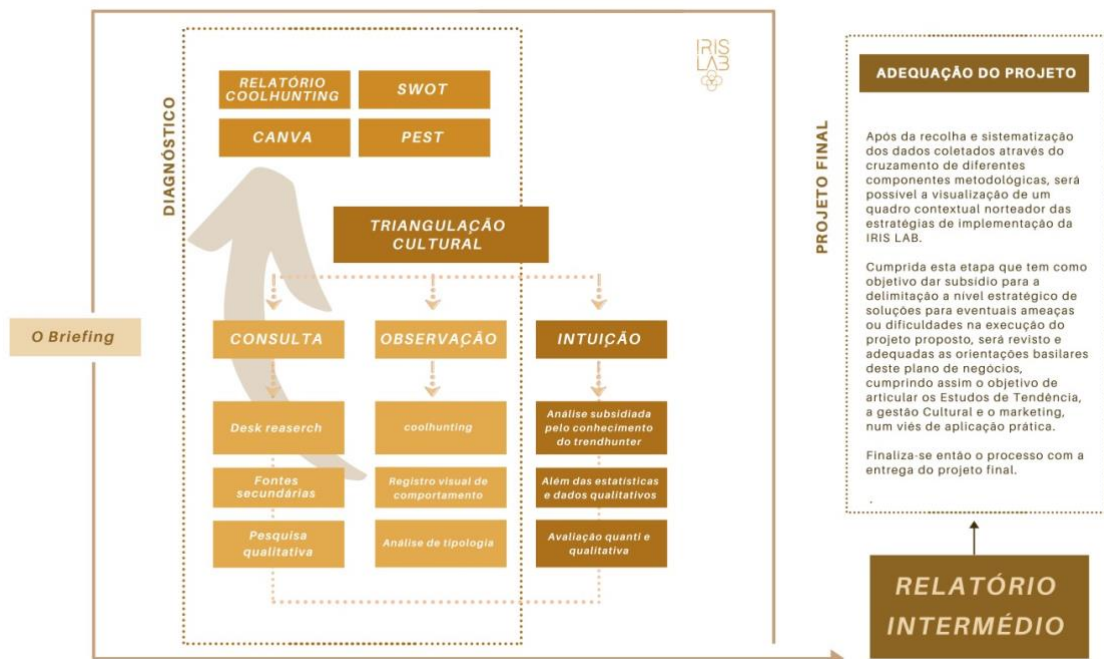 O Briefing
DIAGNÓSTICO
RELATÓRIO
COOLHUNTING
SWOT
CANVA
PEST
IRIS
LAB
TRIANGULAÇÃO
CULTURAL
CONSULTA
OBSERVAÇÃO
INTUIÇÃO
Desk reaserch
coolhunting
Análise subsidiada
pelo conhecimento
do trendhunter
Fontes
secundárias
Registro visual de
comportamento
Além das estatísticas
e dados qualitativos
Pesquisa
qualitativa
Análise de tipologia
Avaliação quanti e
qualitativa
PROJETO FINAL
ADEQUAÇÃO DO PROJETO
Após da recolha e sistematização
dos dados coletados através do
cruzamento de diferentes
componentes metodológicas, será
possível a visualização de um
quadro contextual norteador das
estratégias de implementação da
IRIS LAB.
Cumprida esta etapa que tem como
objetivo dar subsídio para a
delimitação a nível estratégico de
soluções para eventuais ameaças
ou dificuldades na execução do
projeto proposto, será revisto e
adequadas as orientações basilares
deste plano de negócios,
cumprindo assim o objetivo de
articular os Estudos de Tendência,
a gestão Cultural e o marketing,
num viés de aplicação prática.
Finaliza-se então o processo com a
entrega do projeto final.
.
RELATÓRIO
INTERMÉDIO